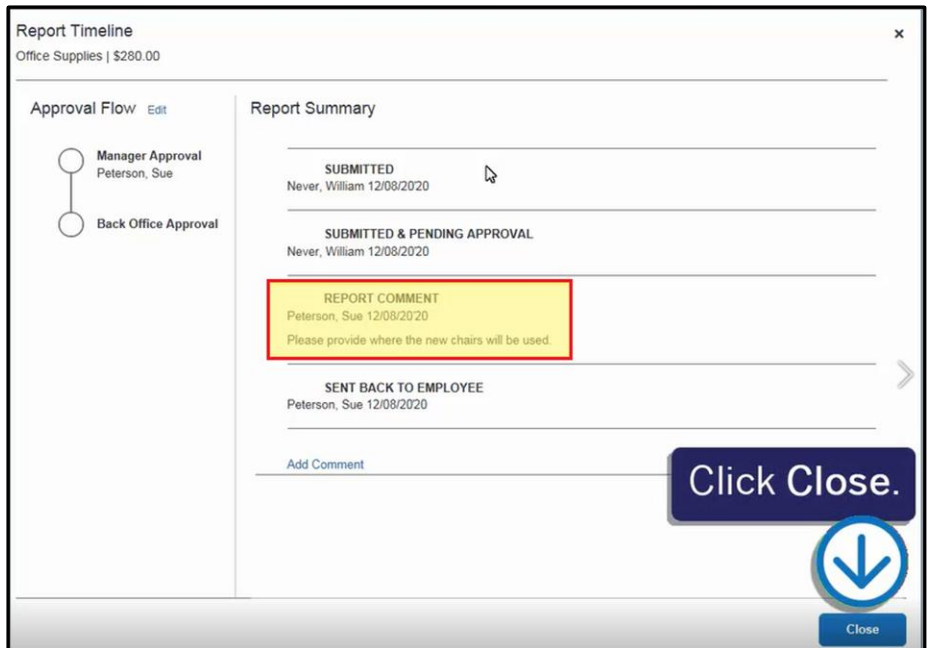 Report Timeline
×
Office Supplies | $280.00
Approval Flow Edit
Manager Approval
Peterson, Sue
Back Office Approval
Report Summary
SUBMITTED
Never, William 12/08/2020
SUBMITTED & PENDING APPROVAL
Never, William 12/08/2020
REPORT COMMENT
Peterson, Sue 12/08/2020
Please provide where the new chairs will be used.
SENT BACK TO EMPLOYEE
Peterson, Sue 12/08/2020
Add Comment
Click Close.
Close